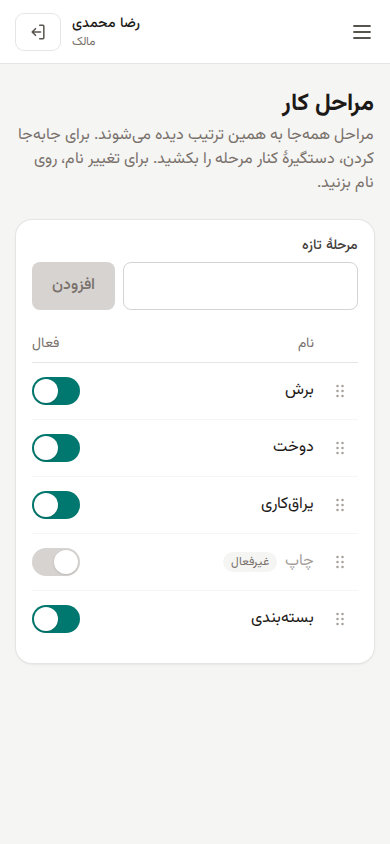 رضا محمدی
مالک
مراحل کار
مراحل همه‌جا به همین ترتیب دیده می‌شوند. برای جابه‌جا
کردن، دستگیرهٔ کنار مرحله را بکشید. برای تغییر نام، روی
نام بزنید.
مرحلهٔ تازه
افزودن
نام فعال
برش
دوخت
یراق‌کاری
چاپ غیرفعال
بسته‌بندی